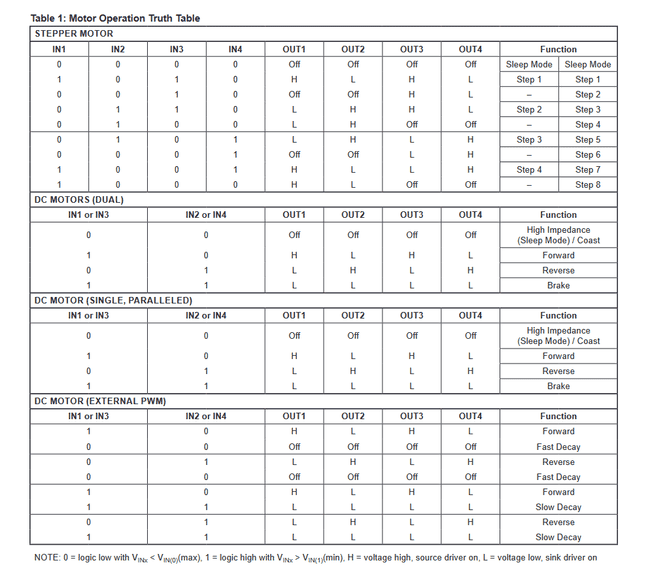 Table 1: Motor Operation Truth Table
STEPPER MOTOR
IN1 IN2 IN3 IN4 OUT1 OUT2 OUT3 OUT4 Function
0 0 0 0 Off Off Off Off Sleep Mode Sleep Mode
1 0 1 0 H L H L Step 1 Step 1
0 0 1 0 Off Off H L – Step 2
0 1 1 0 L H H L Step 2 Step 3
0 1 0 0 L H Off Off – Step 4
0 1 0 1 L H L H Step 3 Step 5
0 0 0 1 Off Off L H – Step 6
1 0 0 1 H L L H Step 4 Step 7
1 0 0 0 H L Off Off – Step 8
DC MOTORS (DUAL)
IN1 or IN3 IN2 or IN4 OUT1 OUT2 OUT3 OUT4 Function
0 0 Off Off Off Off High Impedance
(Sleep Mode) / Coast
1 0 H L H L Forward
0 1 L H L H Reverse
1 1 L L L L Brake
DC MOTOR (SINGLE, PARALLELED)
IN1 or IN3 IN2 or IN4 OUT1 OUT2 OUT3 OUT4 Function
0 0 Off Off Off Off High Impedance
(Sleep Mode) / Coast
1 0 H L H L Forward
0 1 L H L H Reverse
1 1 L L L L Brake
DC MOTOR (EXTERNAL PWM)
IN1 or IN3 IN2 or IN4 OUT1 OUT2 OUT3 OUT4 Function
1 0 H L H L Forward
0 0 Off Off Off Off Fast Decay
0 1 L H L H Reverse
0 0 Off Off Off Off Fast Decay
1 0 H L H L Forward
1 1 L L L L Slow Decay
0 1 L H L H Reverse
1 1 L L L L Slow Decay
NOTE: 0 = logic low with VINx < VIN(0)(max), 1 = logic high with VINx > VIN(1)(min), H = voltage high, source driver on, L = voltage low, sink driver on